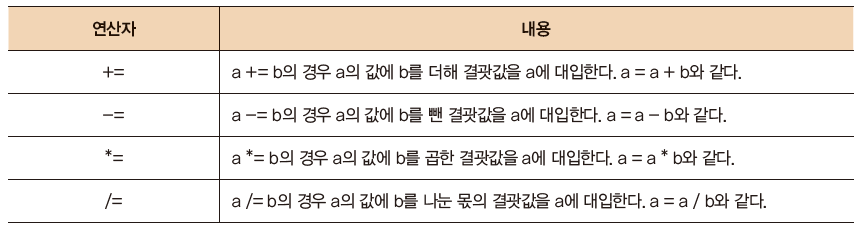 연산자 내용
+= a += b의 경우 a의 값에 b를 더해 결괏값을 a에 대입한다. a = a + b와 같다.
−= a −= b의 경우 a의 값에 b를 뺀 결괏값을 a에 대입한다. a = a − b와 같다.
*= a *= b의 경우 a의 값에 b를 곱한 결괏값을 a에 대입한다. a = a * b와 같다.
/= a /= b의 경우 a의 값에 b를 나눈 몫의 결괏값을 a에 대입한다. a = a / b와 같다.